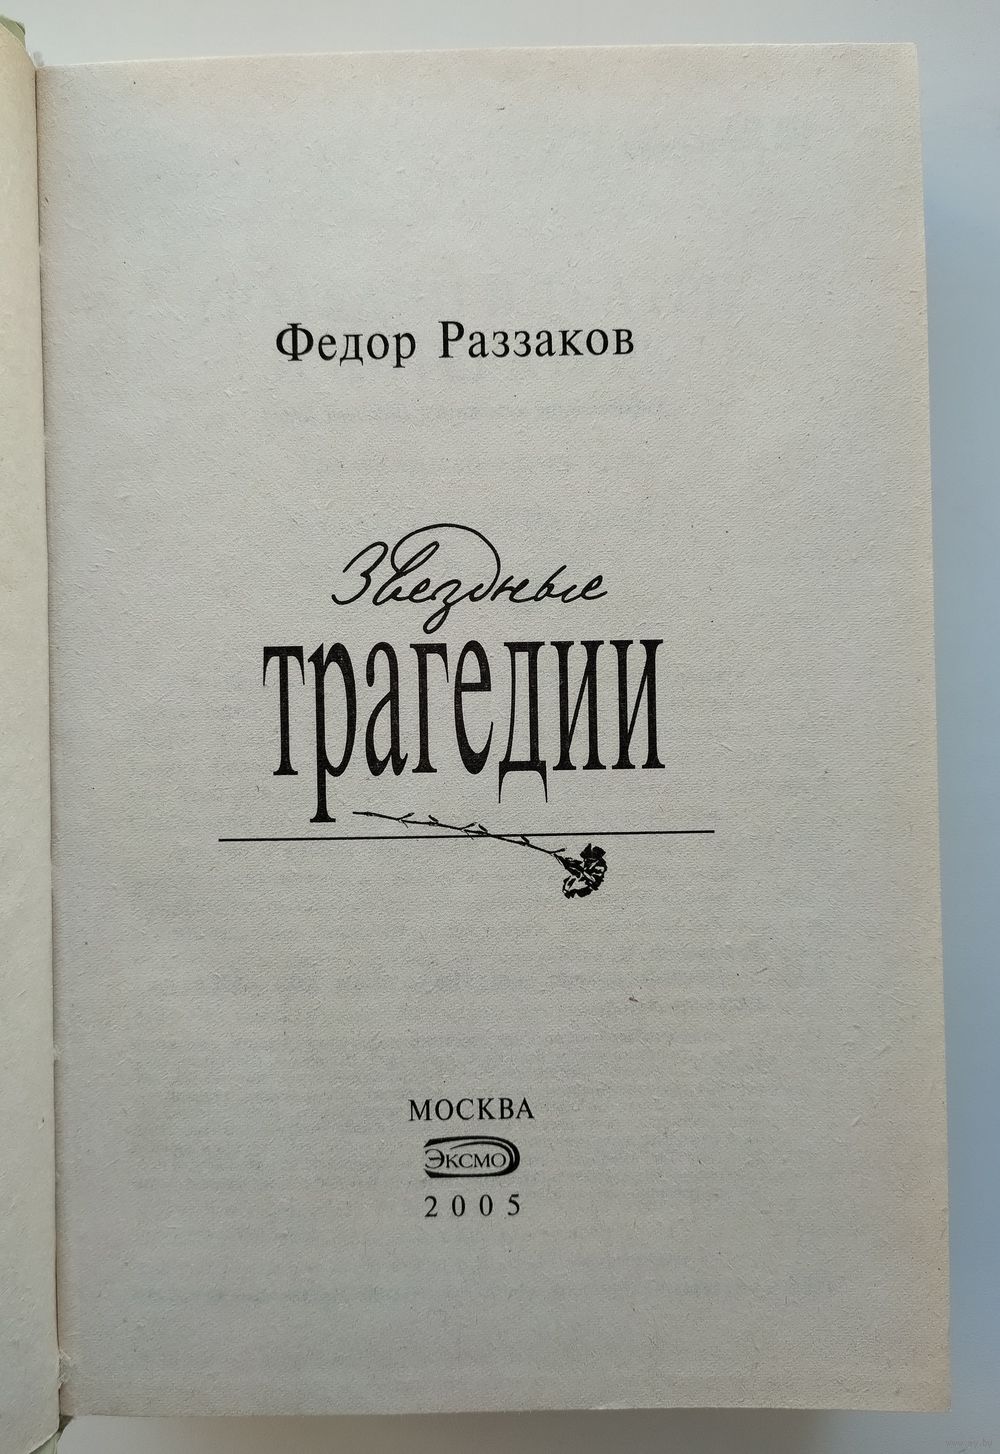 Федор Раззаков
Звездные
трагедии
МОСКВА
ЭКСМО
2005